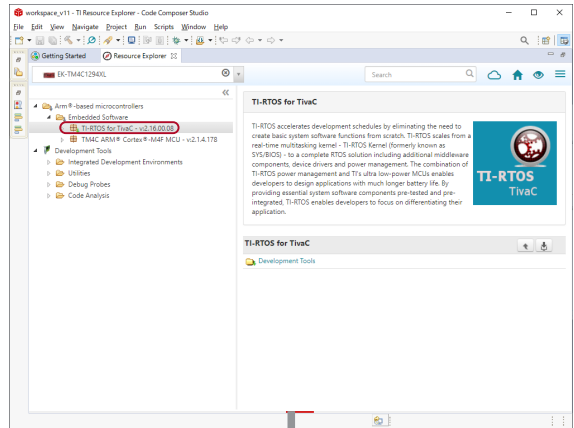 workspace_v11 - TI Resource Explorer - Code Composer Studio
File Edit View Navigate Project Run Scripts Window Help
Getting Started Resource Explorer
EK-TM4C1294XL
Search
Arm®-based microcontrollers
Embedded Software
TI-RTOS for TivaC - v:2.16.00.08
TM4C ARM® Cortex®-M4F MCU - v:2.1.4.178
Development Tools
Integrated Development Environments
Utilities
Debug Probes
Code Analysis
TI-RTOS for TivaC
TI-RTOS accelerates development schedules by eliminating the need to
create basic system software functions from scratch. TI-RTOS scales from a
real-time multitasking kernel - TI-RTOS Kernel (formerly known as
SYS/BIOS) - to a complete RTOS solution including additional middleware
components, device drivers and power management. The combination of
TI-RTOS power management and TI's ultra low-power MCUs enables
developers to design applications with much longer battery life. By
providing essential system software components pre-tested and pre-
integrated, TI-RTOS enables developers to focus on differentiating their
application.
TI-RTOS
TivaC
TI-RTOS for TivaC
Development Tools